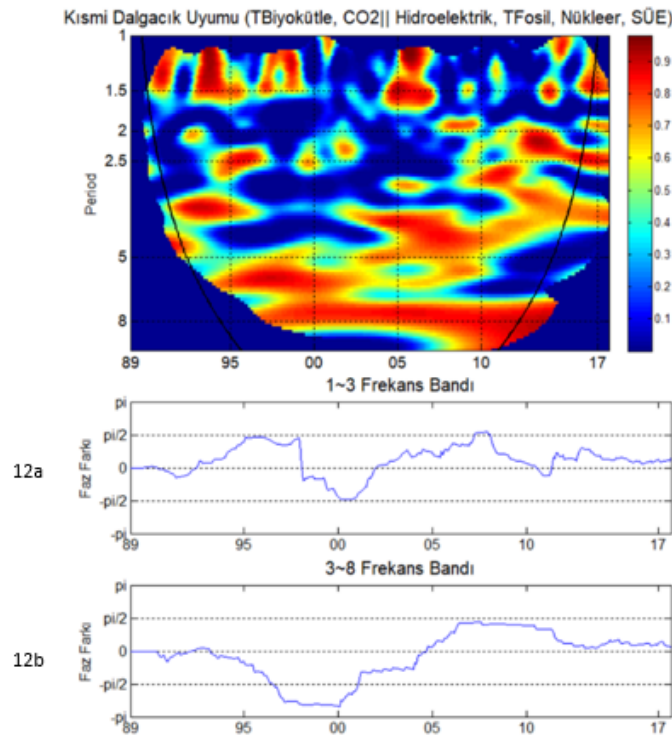 Kısmi Dalgacık Uyumu (TBiyokütle, CO2|| Hidroelektrik, TFosil, Nükleer, SÜE)
1
1.5
2
2.5
5
8
Period
89 95 00 05 10 17
0.9
0.8
0.7
0.6
0.5
0.4
0.3
0.2
0.1
1~3 Frekans Bandı
12a
Faz Farkı
pi
pi/2
0
-pi/2
-pi
89 95 00 05 10 17
3~8 Frekans Bandı
12b
Faz Farkı
pi
pi/2
0
-pi/2
-pi
89 95 00 05 10 17